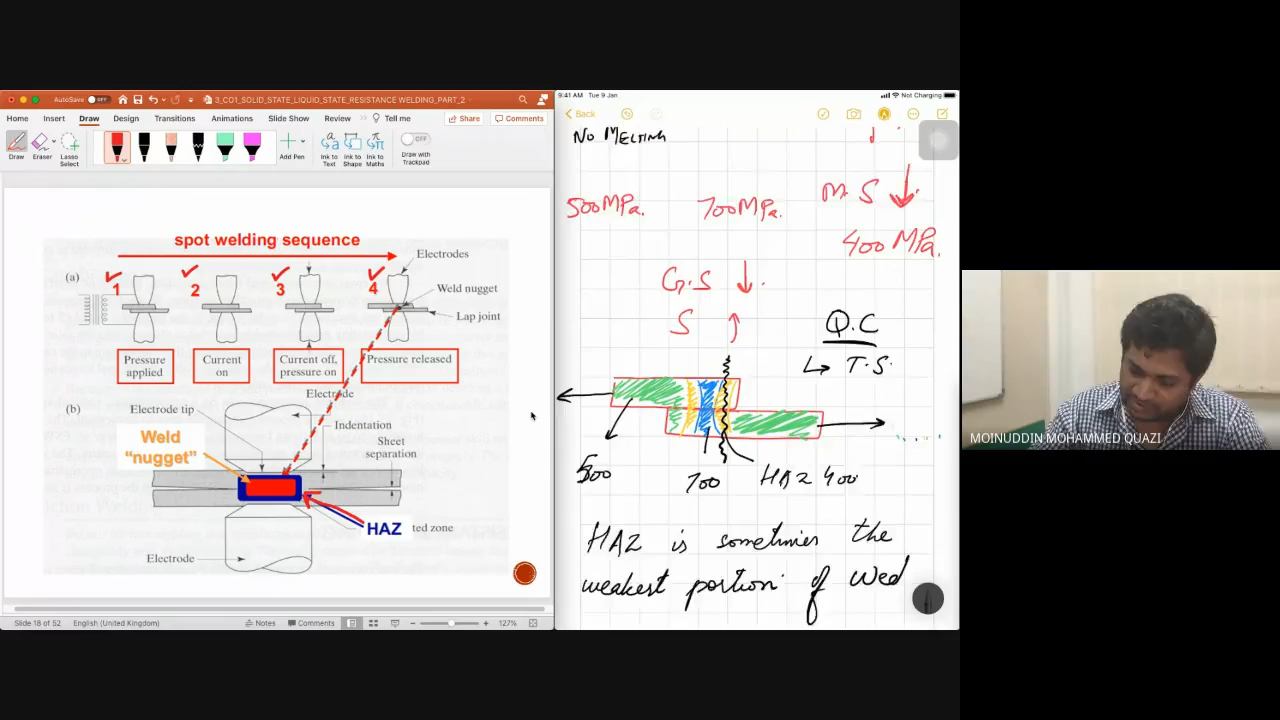 AutoSave OFF
3_CO1_SOLID_STATE_LIQUID_STATE_RESISTANCE WELDING_PART_2
Home Insert Draw Design Transitions Animations Slide Show Review Tell me Share Comments
Draw
Eraser
Lasso Select
Add Pen
Ink to Text
Ink to Shape
Ink to Maths
OFF
Draw with Trackpad
spot welding sequence
(a)
1
2
3
4
Electrodes
Weld nugget
Lap joint
Pressure applied
Current on
Current off, pressure on
Pressure released
(b)
Electrode
Electrode tip
Indentation
Sheet separation
Weld
"nugget"
HAZ
ted zone
Electrode
Slide 18 of 52 English (United Kingdom) Notes Comments 127%
9:41 AM Tue 9 Jan
Not Charging
Back
NO MELTING
500MPa. 700MPa. M.S ↓
400 MPa.
G.S ↓
S ↑
Q.C
↳ T.S.
500 700 HAZ 400
HAZ is sometimies the
weakest portion of Wed
MOINUDDIN MOHAMMED QUAZI